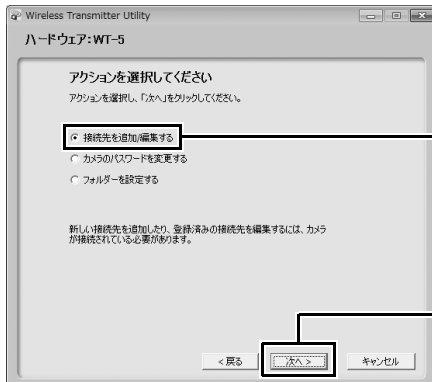 Wireless Transmitter Utility
ハードウェア:WT-5
アクションを選択してください
アクションを選択し、「次へ」をクリックしてください。
接続先を追加/編集する
カメラのパスワードを変更する
フォルダーを設定する
新しい接続先を追加したり、登録済みの接続先を編集するには、カメラ
が接続されている必要があります。
< 戻る 次へ > キャンセル